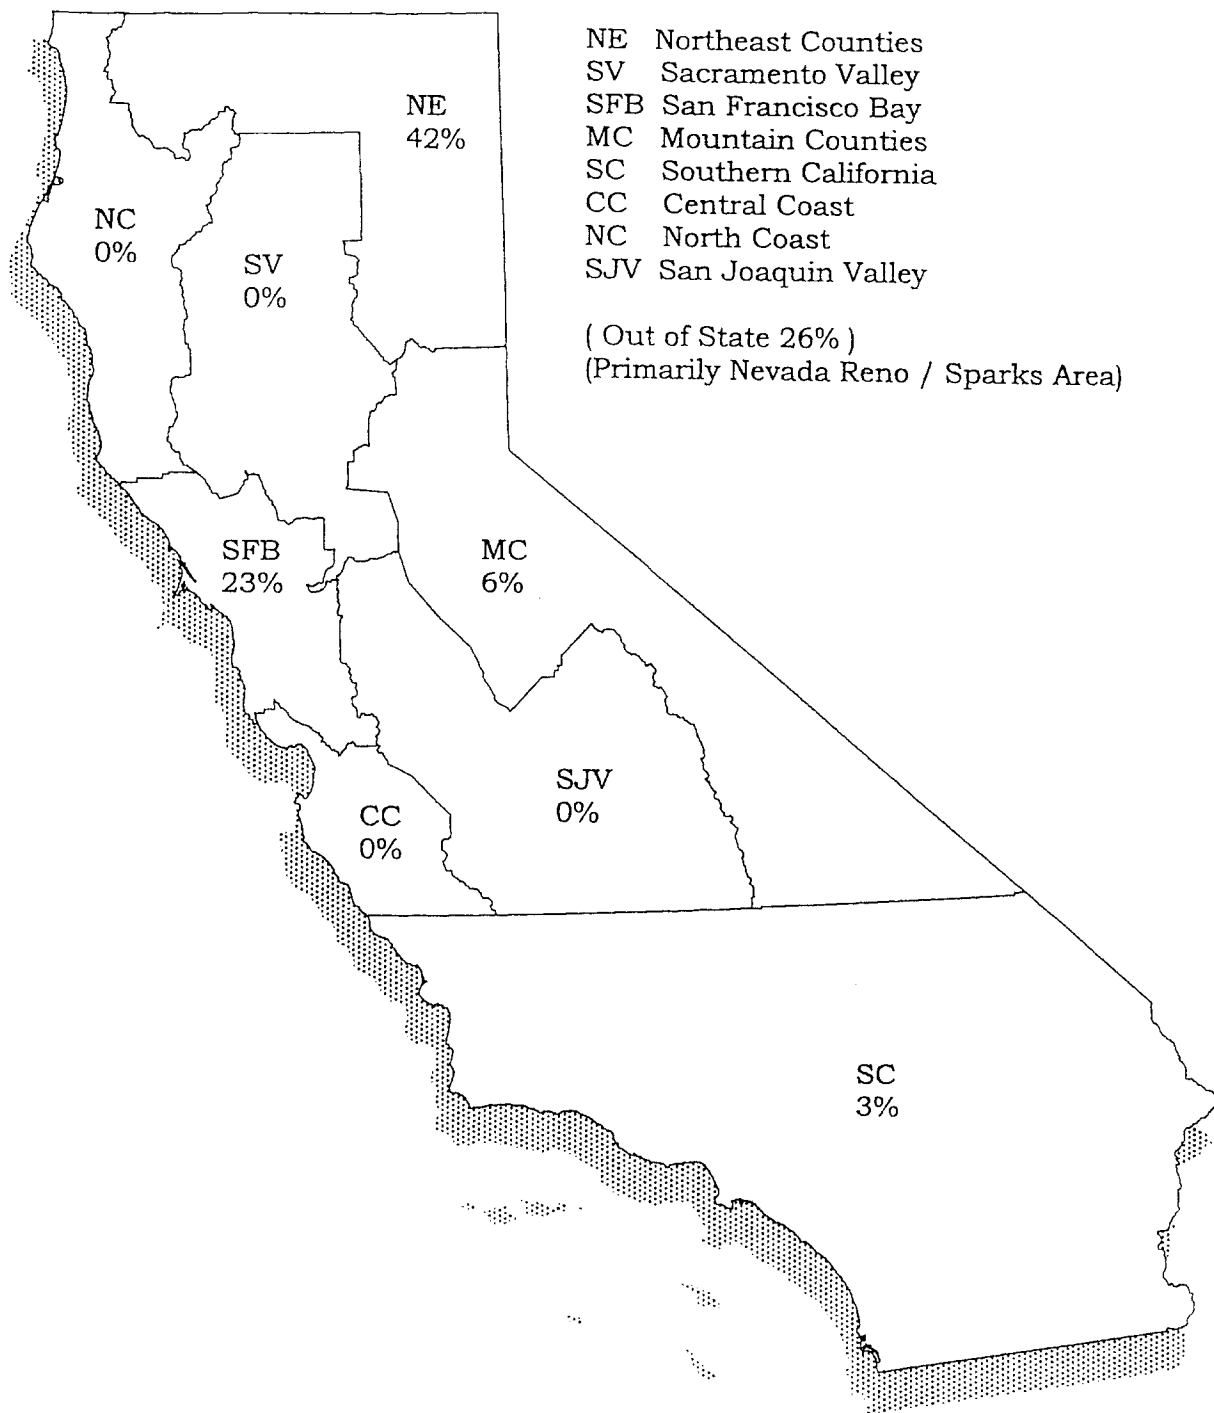 NE Northeast Counties
SV Sacramento Valley
SFB San Francisco Bay
MC Mountain Counties
SC Southern California
CC Central Coast
NC North Coast
SJV San Joaquin Valley
( Out of State 26% )
(Primarily Nevada Reno / Sparks Area)
NE
42%
NC
0%
SV
0%
SFB
23%
MC
6%
SJV
0%
CC
0%
SC
3%